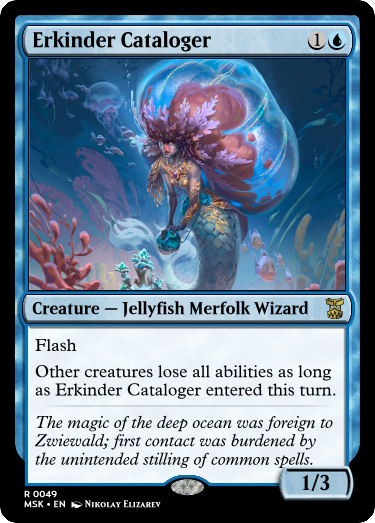 Erkinder Cataloger 1
Creature — Jellyfish Merfolk Wizard
Flash
Other creatures lose all abilities as long
as Erkinder Cataloger entered this turn.
The magic of the deep ocean was foreign to
Zwiewald; first contact was burdened by
the unintended stilling of common spells.
1/3
R 0049
MSK • EN Nikolay Elizarev